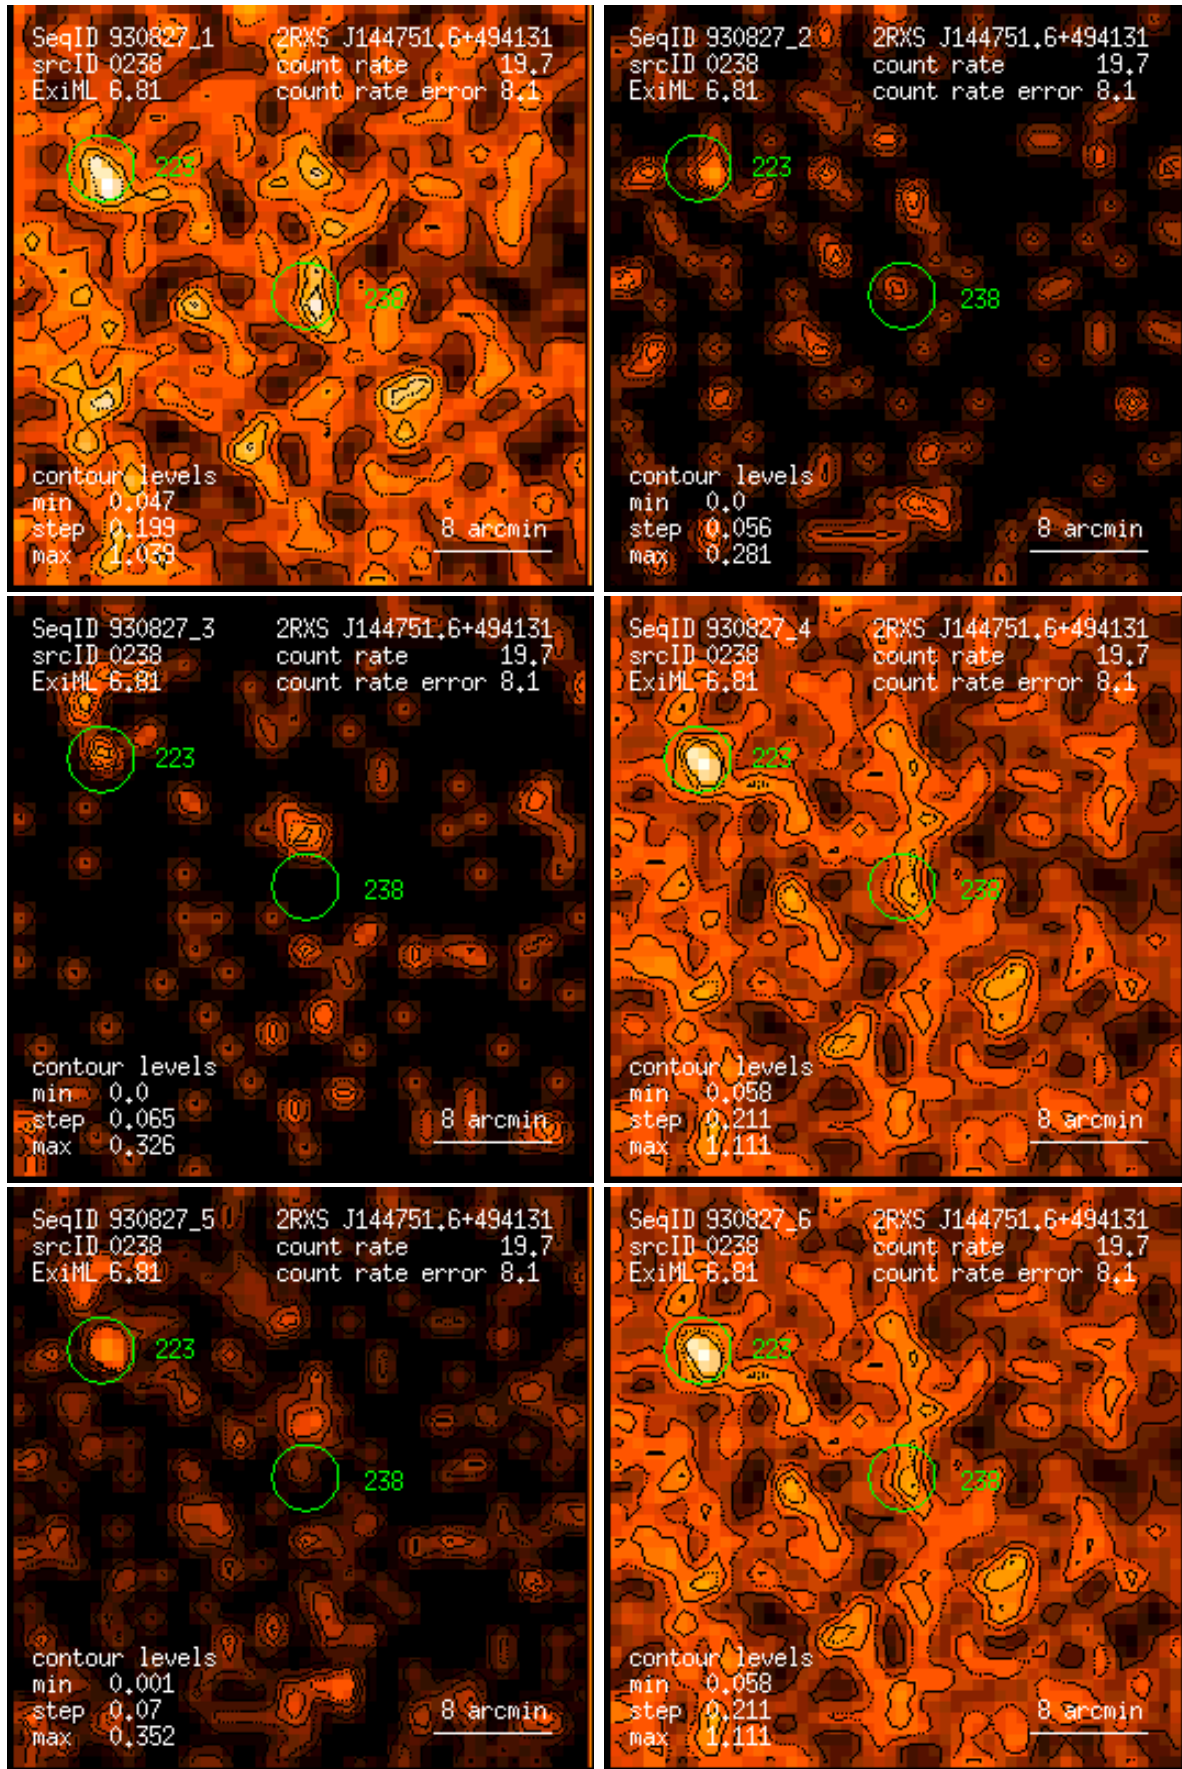 SeqID 930827_1 2RXS J144751.6+494131
srcID 0238 count rate 19.7
ExiML 6.81 count rate error 8.1
223
238
contour levels
min 0.047
step 0.199 8 arcmin
max 1.039
SeqID 930827_2 2RXS J144751.6+494131
srcID 0238 count rate 19.7
ExiML 6.81 count rate error 8.1
223
238
contour levels
min 0.0
step 0.056 8 arcmin
max 0.281
SeqID 930827_3 2RXS J144751.6+494131
srcID 0238 count rate 19.7
ExiML 6.81 count rate error 8.1
223
238
contour levels
min 0.0
step 0.065 8 arcmin
max 0.326
SeqID 930827_4 2RXS J144751.6+494131
srcID 0238 count rate 19.7
ExiML 6.81 count rate error 8.1
223
238
contour levels
min 0.058
step 0.211 8 arcmin
max 1.111
SeqID 930827_5 2RXS J144751.6+494131
srcID 0238 count rate 19.7
ExiML 6.81 count rate error 8.1
223
238
contour levels
min 0.001
step 0.07 8 arcmin
max 0.352
SeqID 930827_6 2RXS J144751.6+494131
srcID 0238 count rate 19.7
ExiML 6.81 count rate error 8.1
223
238
contour levels
min 0.058
step 0.211 8 arcmin
max 1.111